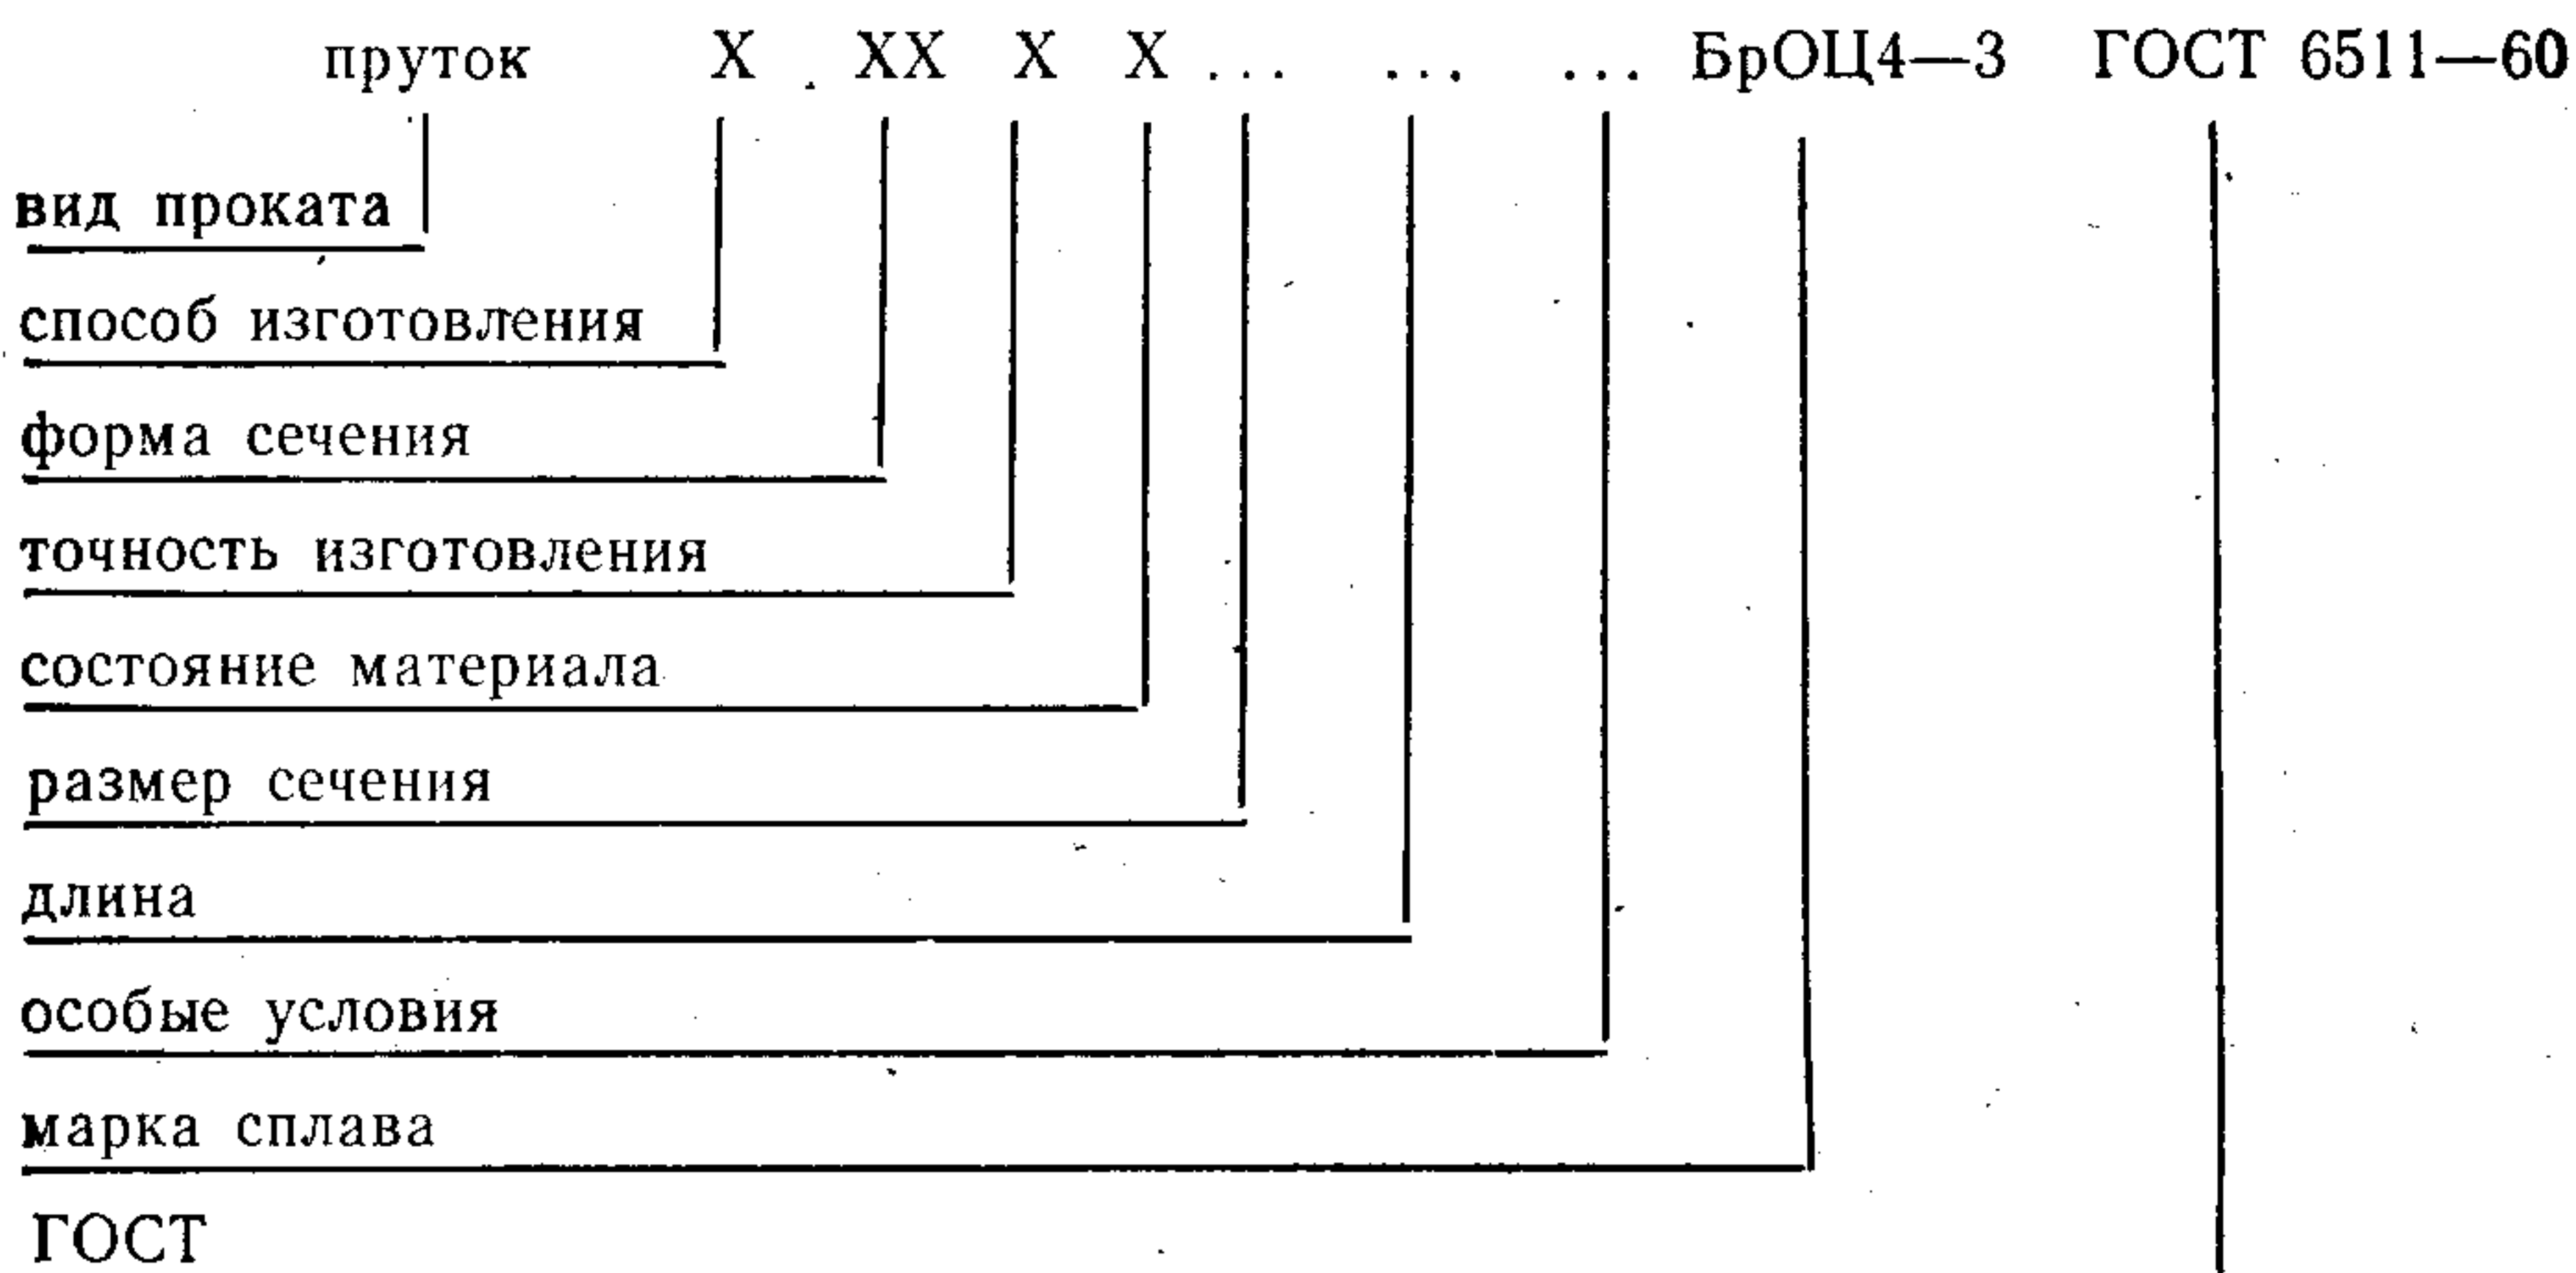 пруток Х ХХ Х Х ... ... ... БрОЦ4—3 ГОСТ 6511—60
вид проката
способ изготовления
форма сечения
точность изготовления
состояние материала
размер сечения
длина
особые условия
марка сплава
ГОСТ